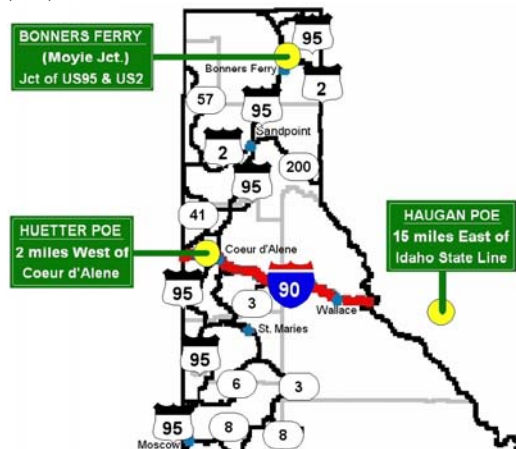 BONNERS FERRY
(Moyie Jct.)
Jct of US95 & US2
95
Bonners Ferry
2
57
95
Sandpoint
2
200
95
41
HUETTER POE
2 miles West of
Coeur d'Alene
Coeur d'Alene
HAUGAN POE
15 miles East of
Idaho State Line
90
95
3
Wallace
St. Maries
95
6
3
95
8
8
Moscow